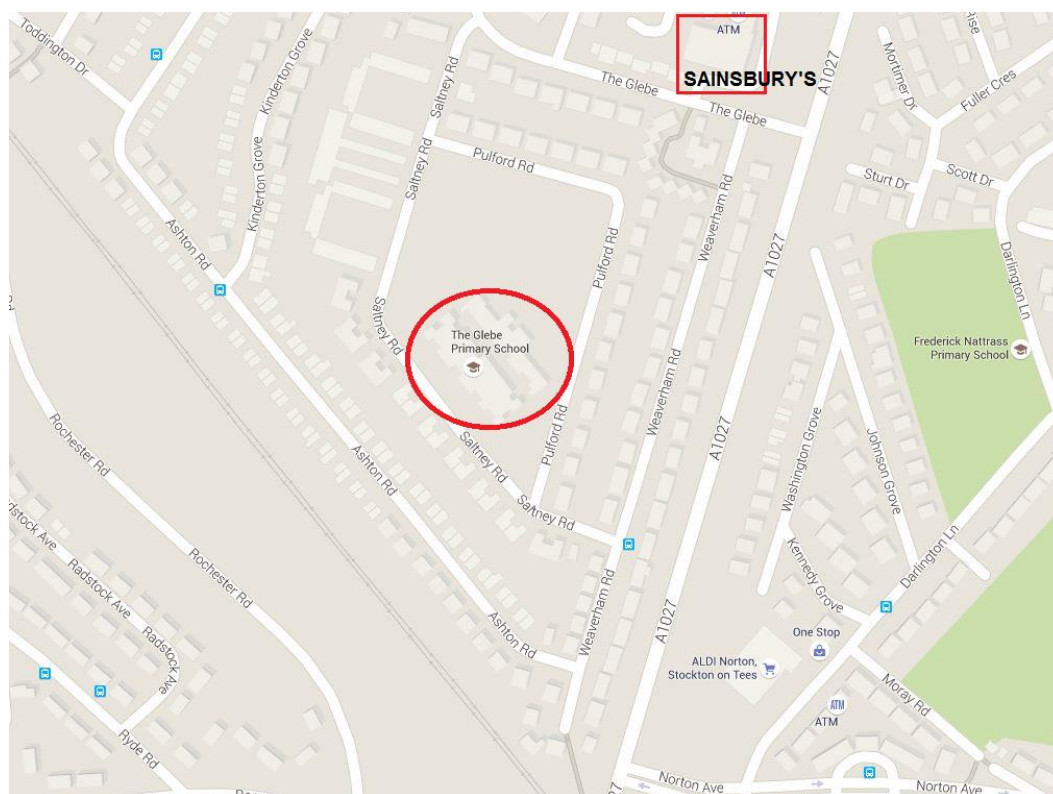 Toddington Dr
Kinderton Grove
Kinderton Grove
Saltney Rd
Saltney Rd
Saltney Rd
Saltney Rd
Saltney Rd
ATM
SAINSBURY'S
The Glebe
The Glebe
A1027
A1027
A1027
A1027
Mortimer Dr
Rise
Fuller Cres
Scott Dr
Sturt Dr
Darlington Ln
Darlington Ln
Pulford Rd
Pulford Rd
Pulford Rd
Weaverham Rd
Weaverham Rd
Weaverham Rd
Ashton Rd
Ashton Rd
Ashton Rd
The Glebe
Primary School
Frederick Nattrass
Primary School
Washington Grove
Johnson Grove
Kennedy Grove
One Stop
ALDI Norton,
Stockton on Tees
ATM
ATM
Moray Rd
Norton Ave
Norton Ave
Rochester Rd
Rochester Rd
Radstock Ave
Radstock Ave
Ryde Rd